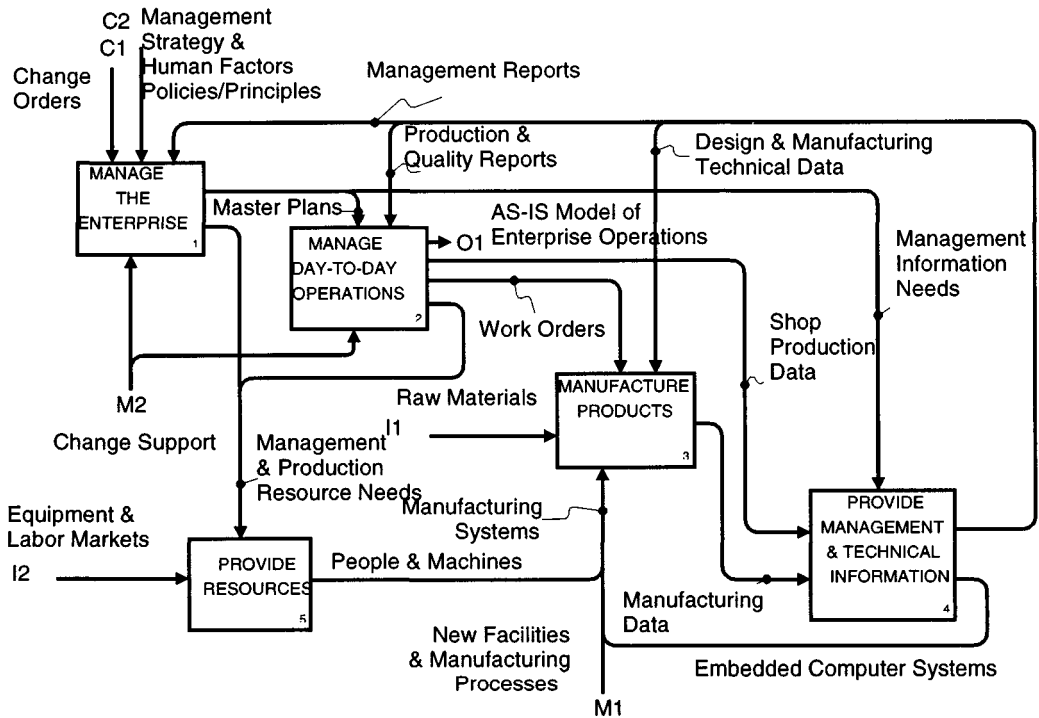 C2
C1
Management
Strategy &
Human Factors
Policies/Principles
Change
Orders
Management Reports
Production &
Quality Reports
Design & Manufacturing
Technical Data
MANAGE
THE
ENTERPRISE
1
Master Plans
MANAGE
DAY-TO-DAY
OPERATIONS
2
O1
AS-IS Model of
Enterprise Operations
Management
Information
Needs
Work Orders
Shop
Production
Data
M2
Change Support
Raw Materials
I1
MANUFACTURE
PRODUCTS
3
Management
& Production
Resource Needs
Manufacturing
Systems
Equipment &
Labor Markets
I2
PROVIDE
RESOURCES
5
People & Machines
PROVIDE
MANAGEMENT
& TECHNICAL
INFORMATION
4
Manufacturing
Data
New Facilities
& Manufacturing
Processes
M1
Embedded Computer Systems